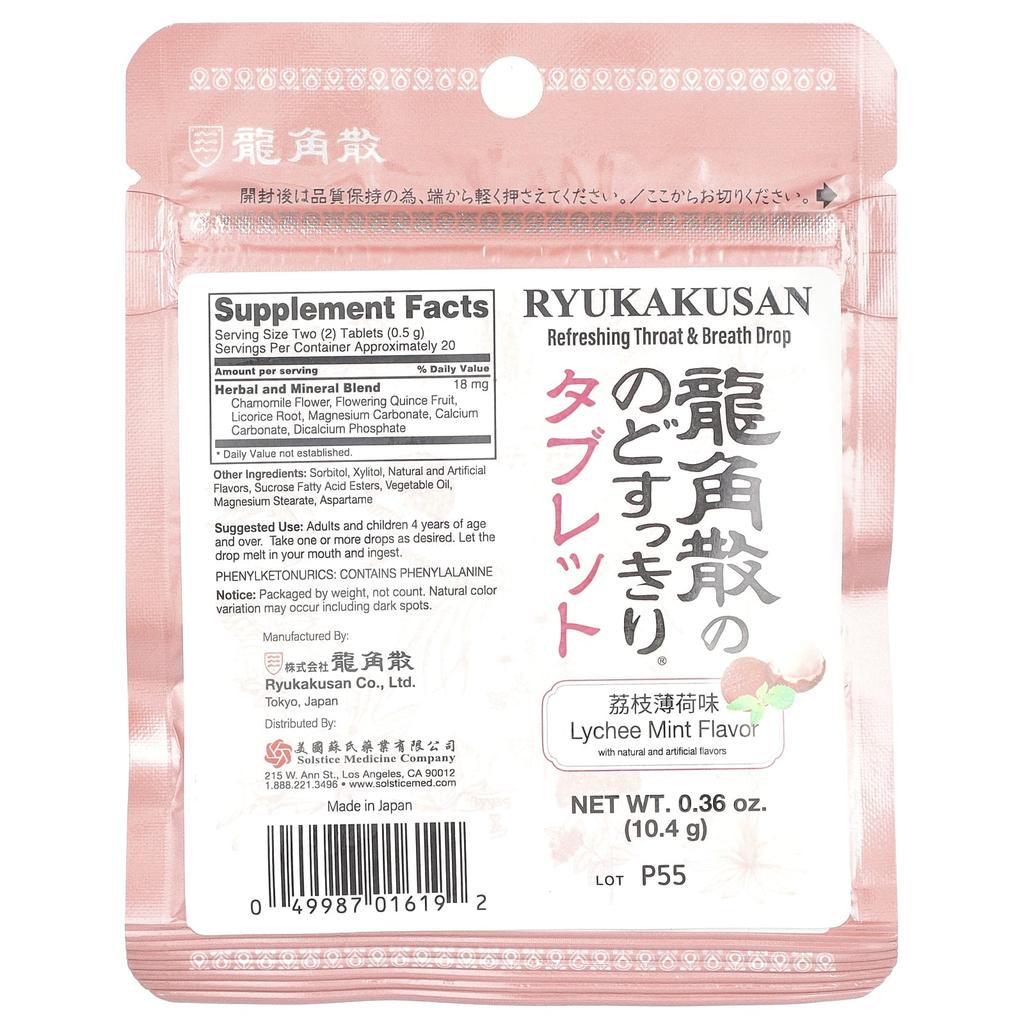 龍角散
開封後は品質保持の為、端から軽く押さえてください。／ここからお切りください。
Supplement Facts
Serving Size Two (2) Tablets (0.5 g)
Servings Per Container Approximately 20
Amount per serving % Daily Value
Herbal and Mineral Blend 18 mg
Chamomile Flower, Flowering Quince Fruit,
Licorice Root, Magnesium Carbonate, Calcium
Carbonate, Dicalcium Phosphate
* Daily Value not established.
Other Ingredients: Sorbitol, Xylitol, Natural and Artificial
Flavors, Sucrose Fatty Acid Esters, Vegetable Oil,
Magnesium Stearate, Aspartame
Suggested Use: Adults and children 4 years of age
and over. Take one or more drops as desired. Let the
drop melt in your mouth and ingest.
PHENYLKETONURICS: CONTAINS PHENYLALANINE
Notice: Packaged by weight, not count. Natural color
variation may occur including dark spots.
Manufactured By:
株式会社 龍角散
Ryukakusan Co., Ltd.
Tokyo, Japan
Distributed By:
美國蘇氏藥業有限公司
Solstice Medicine Company
215 W. Ann St., Los Angeles, CA 90012
1.888.221.3496 • www.solsticemed.com
Made in Japan
0 49987 01619 2
RYUKAKUSAN
Refreshing Throat & Breath Drop
龍角散の
のどすっきり®
タブレット
荔枝薄荷味
Lychee Mint Flavor
with natural and artificial flavors
NET WT. 0.36 oz.
(10.4 g)
LOT P55